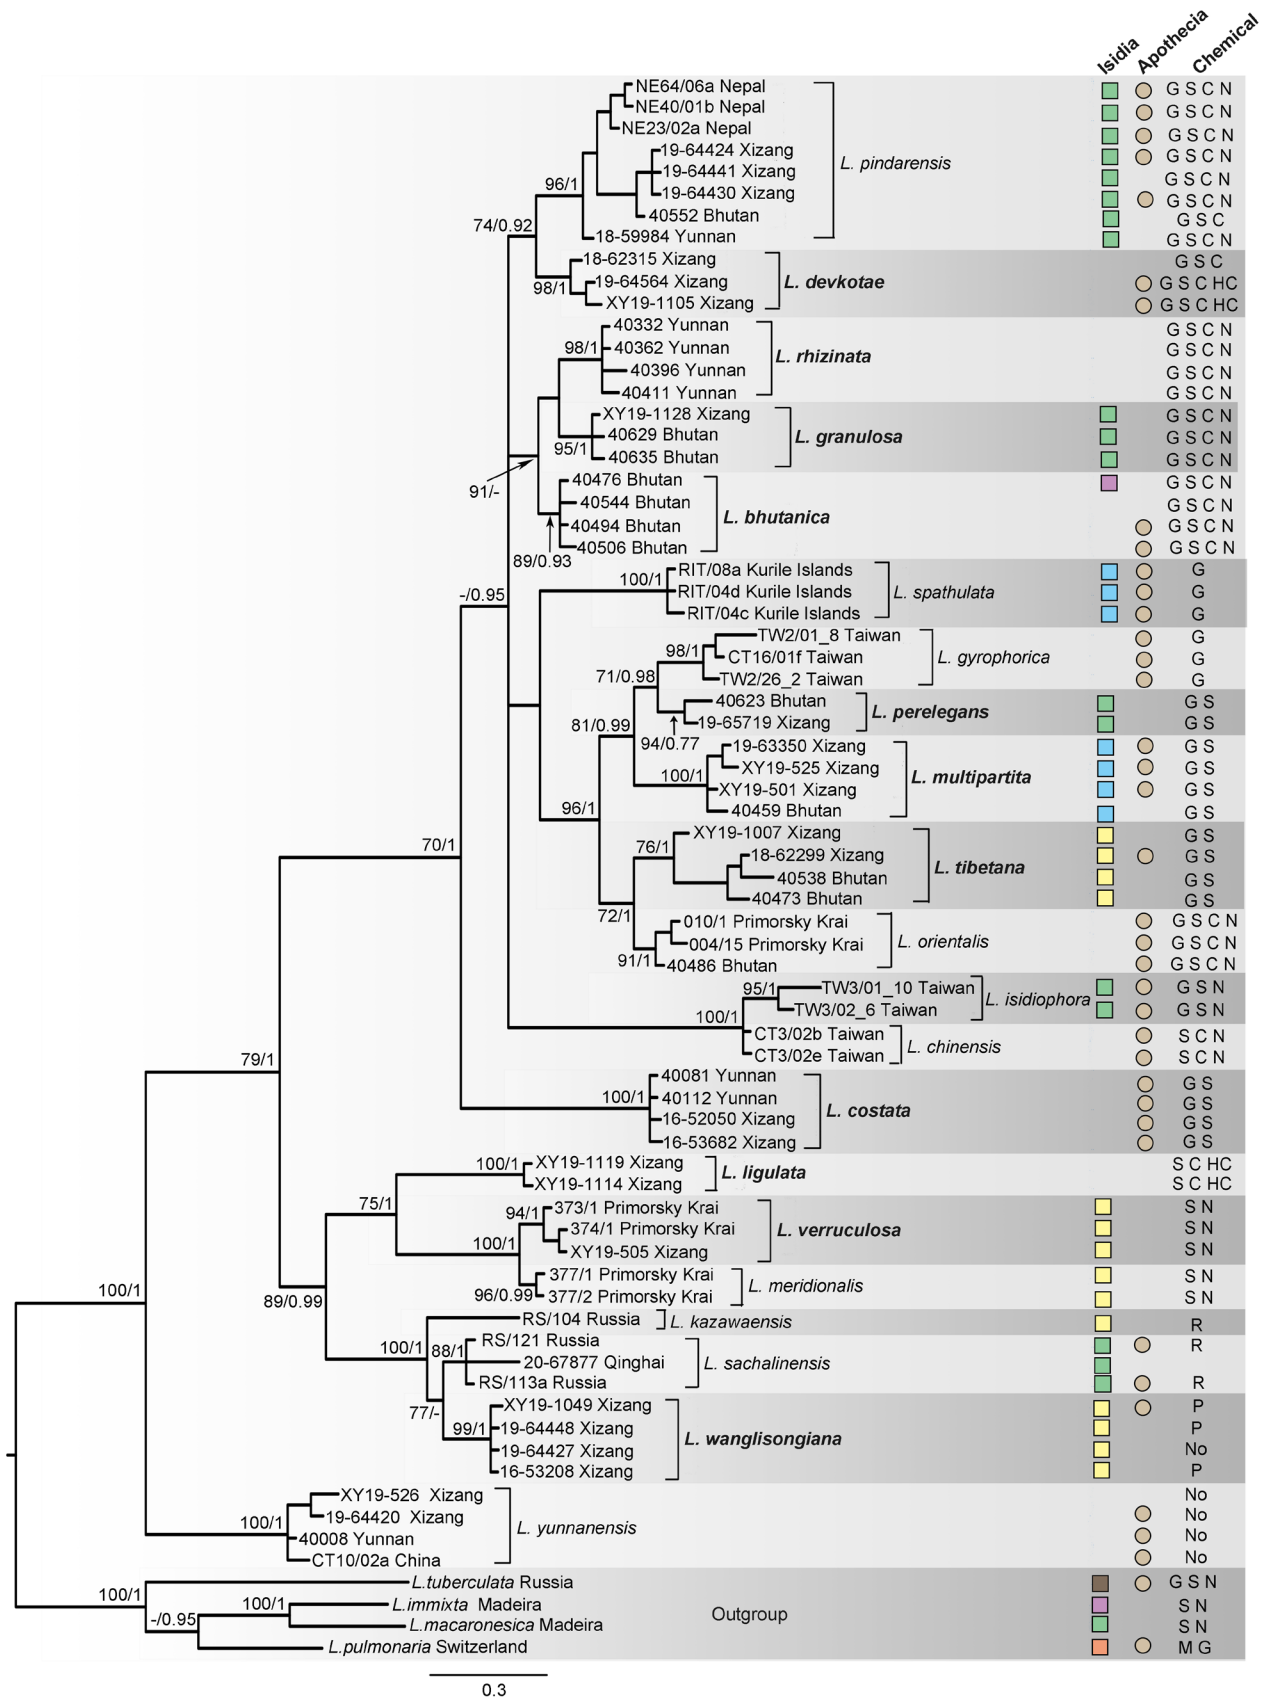 Isidia Apothecia Chemical
NE64/06a Nepal G S C N
NE40/01b Nepal G S C N
NE23/02a Nepal G S C N
19-64424 Xizang G S C N
L. pindarensis
19-64441 Xizang G S C N
96/1 19-64430 Xizang G S C N
40552 Bhutan G S C
74/0.92 18-59984 Yunnan G S C N
18-62315 Xizang G S C
98/1 19-64564 Xizang L. devkotae G S C HC
XY19-1105 Xizang G S C HC
40332 Yunnan G S C N
98/1 40362 Yunnan L. rhizinata G S C N
40396 Yunnan G S C N
40411 Yunnan G S C N
XY19-1128 Xizang G S C N
40629 Bhutan L. granulosa G S C N
95/1 40635 Bhutan G S C N
91/- 40476 Bhutan G S C N
40544 Bhutan G S C N
L. bhutanica
40494 Bhutan G S C N
40506 Bhutan G S C N
89/0.93
100/1 RIT/08a Kurile Islands G
-/0.95 RIT/04d Kurile Islands L. spathulata G
RIT/04c Kurile Islands G
TW2/01_8 Taiwan G
98/1 CT16/01f Taiwan L. gyrophorica G
71/0.98 TW2/26_2 Taiwan G
40623 Bhutan G S
L. perelegans
81/0.99 19-65719 Xizang G S
94/0.77
19-63350 Xizang G S
100/1 XY19-525 Xizang L. multipartita G S
XY19-501 Xizang G S
96/1 40459 Bhutan G S
XY19-1007 Xizang G S
70/1 76/1 18-62299 Xizang L. tibetana G S
40538 Bhutan G S
40473 Bhutan G S
72/1 010/1 Primorsky Krai G S C N
004/15 Primorsky Krai L. orientalis G S C N
91/1 40486 Bhutan G S C N
95/1 TW3/01_10 Taiwan L. isidiophora G S N
TW3/02_6 Taiwan G S N
100/1 CT3/02b Taiwan L. chinensis S C N
CT3/02e Taiwan S C N
79/1 40081 Yunnan G S
100/1 40112 Yunnan L. costata G S
16-52050 Xizang G S
16-53682 Xizang G S
100/1 XY19-1119 Xizang L. ligulata S C HC
XY19-1114 Xizang S C HC
75/1 94/1 373/1 Primorsky Krai S N
374/1 Primorsky Krai L. verruculosa S N
100/1 XY19-505 Xizang S N
377/1 Primorsky Krai L. meridionalis S N
100/1 89/0.99 96/0.99 377/2 Primorsky Krai S N
RS/104 Russia L. kazawaensis R
100/1 88/1 RS/121 Russia R
20-67877 Qinghai L. sachalinensis
RS/113a Russia R
77/- XY19-1049 Xizang P
99/1 19-64448 Xizang L. wanglisongiana P
19-64427 Xizang No
16-53208 Xizang P
XY19-526 Xizang No
100/1 19-64420 Xizang L. yunnanensis No
40008 Yunnan No
CT10/02a China No
100/1 L.tuberculata Russia G S N
-/0.95 100/1 L.immixta Madeira Outgroup S N
L.macaronesica Madeira S N
L.pulmonaria Switzerland M G
0.3